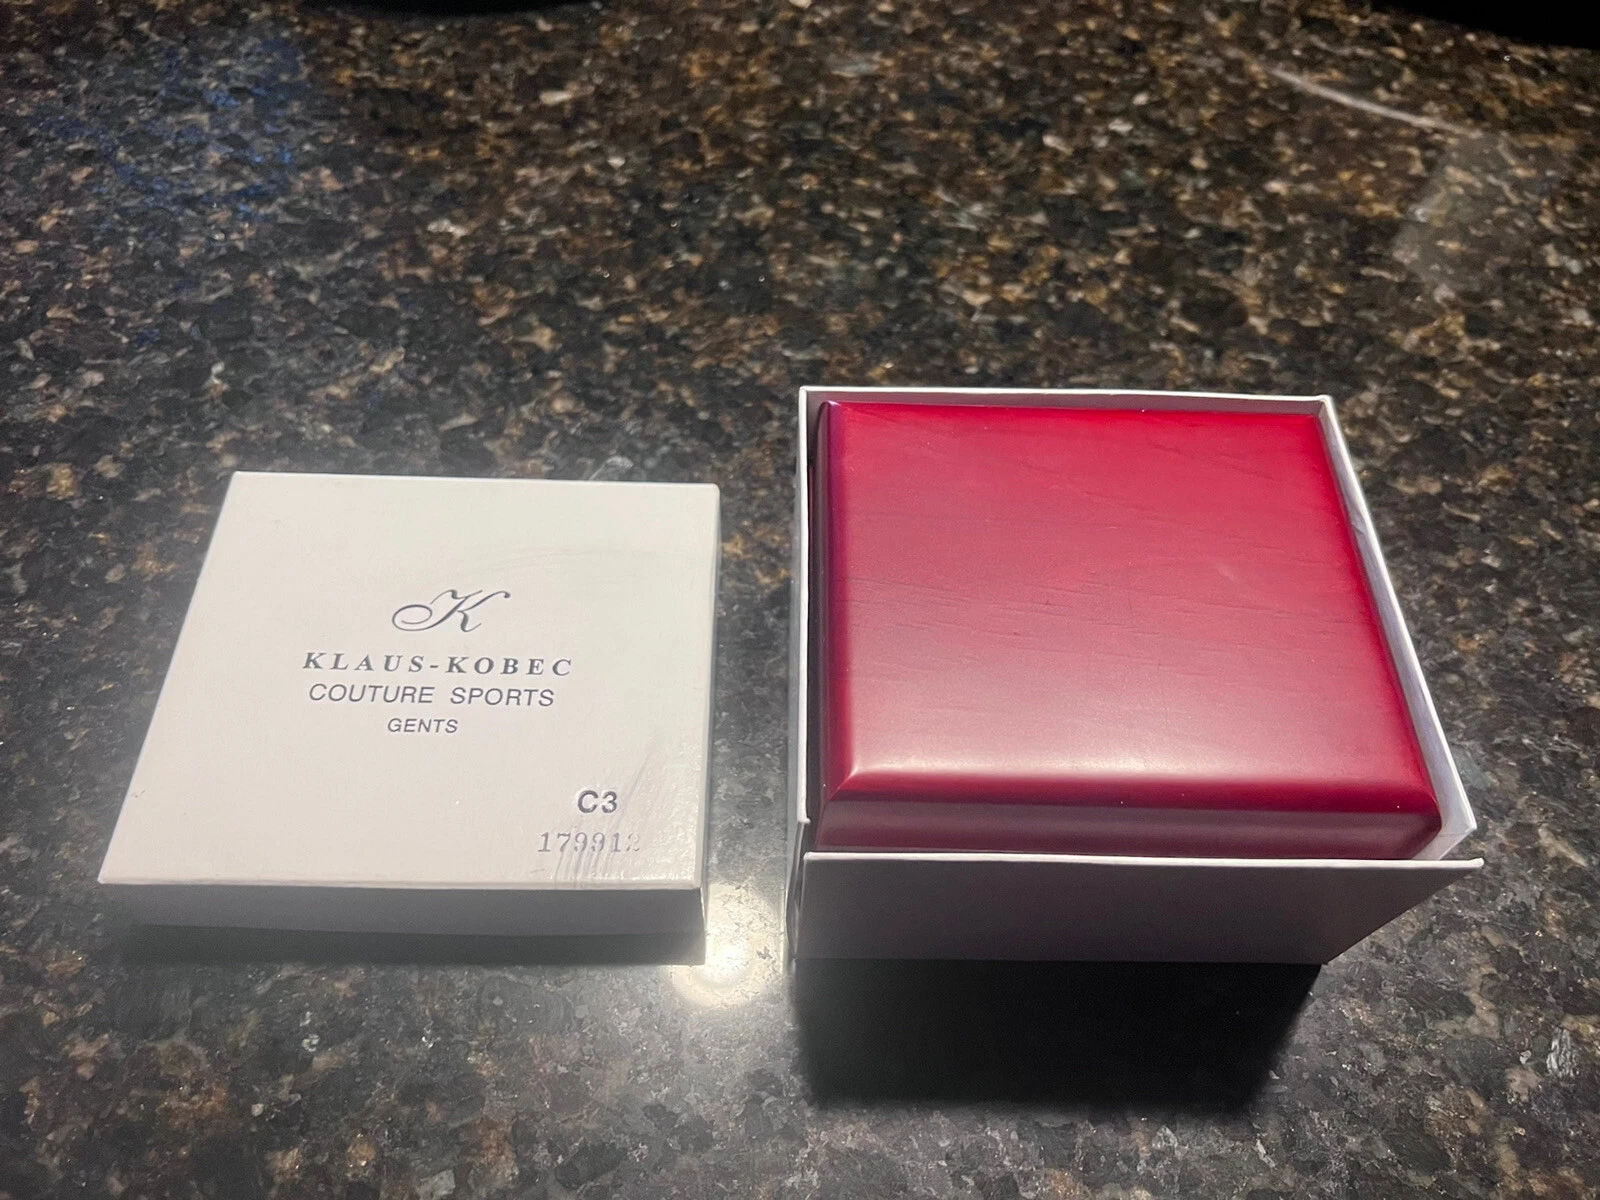 K
KLAUS-KOBEC
COUTURE SPORTS
GENTS
C3
179912